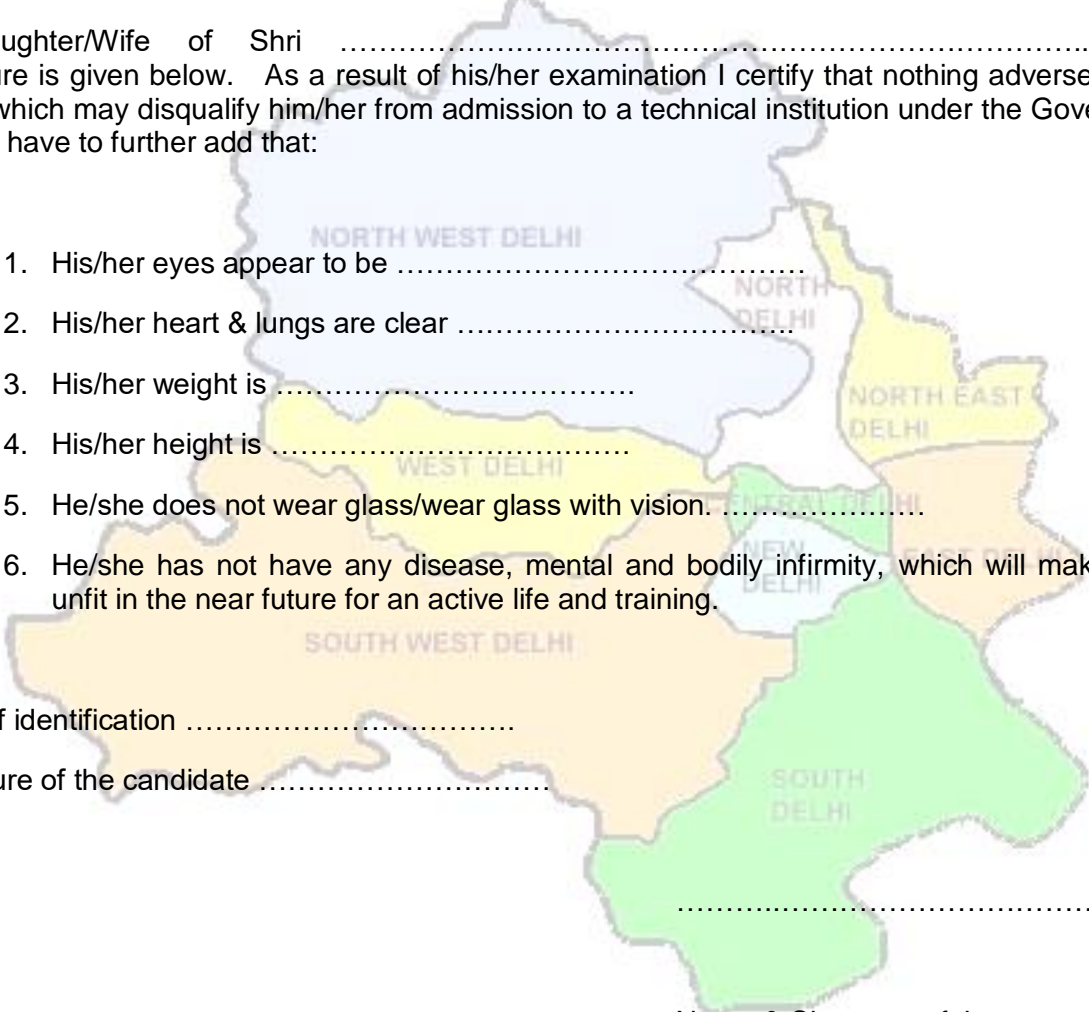 ughter/Wife of Shri ……………………………………………………………………..
ure is given below. As a result of his/her examination I certify that nothing adverse
which may disqualify him/her from admission to a technical institution under the Gove
have to further add that:
NORTH WEST DELHI
1. His/her eyes appear to be …………………………………….
NORTH
DELHI
2. His/her heart & lungs are clear ……………………………..
3. His/her weight is ……………………………….
NORTH EAST
DELHI
4. His/her height is ……………………………….
WEST DELHI
5. He/she does not wear glass/wear glass with vision. …………………
CENTRAL DELHI
6. He/she has not have any disease, mental and bodily infirmity, which will mak
NEW
DELHI
EAST DELHI
unfit in the near future for an active life and training.
SOUTH WEST DELHI
f identification …………………………….
ure of the candidate …………………………
SOUTH
DELHI
……………………………………